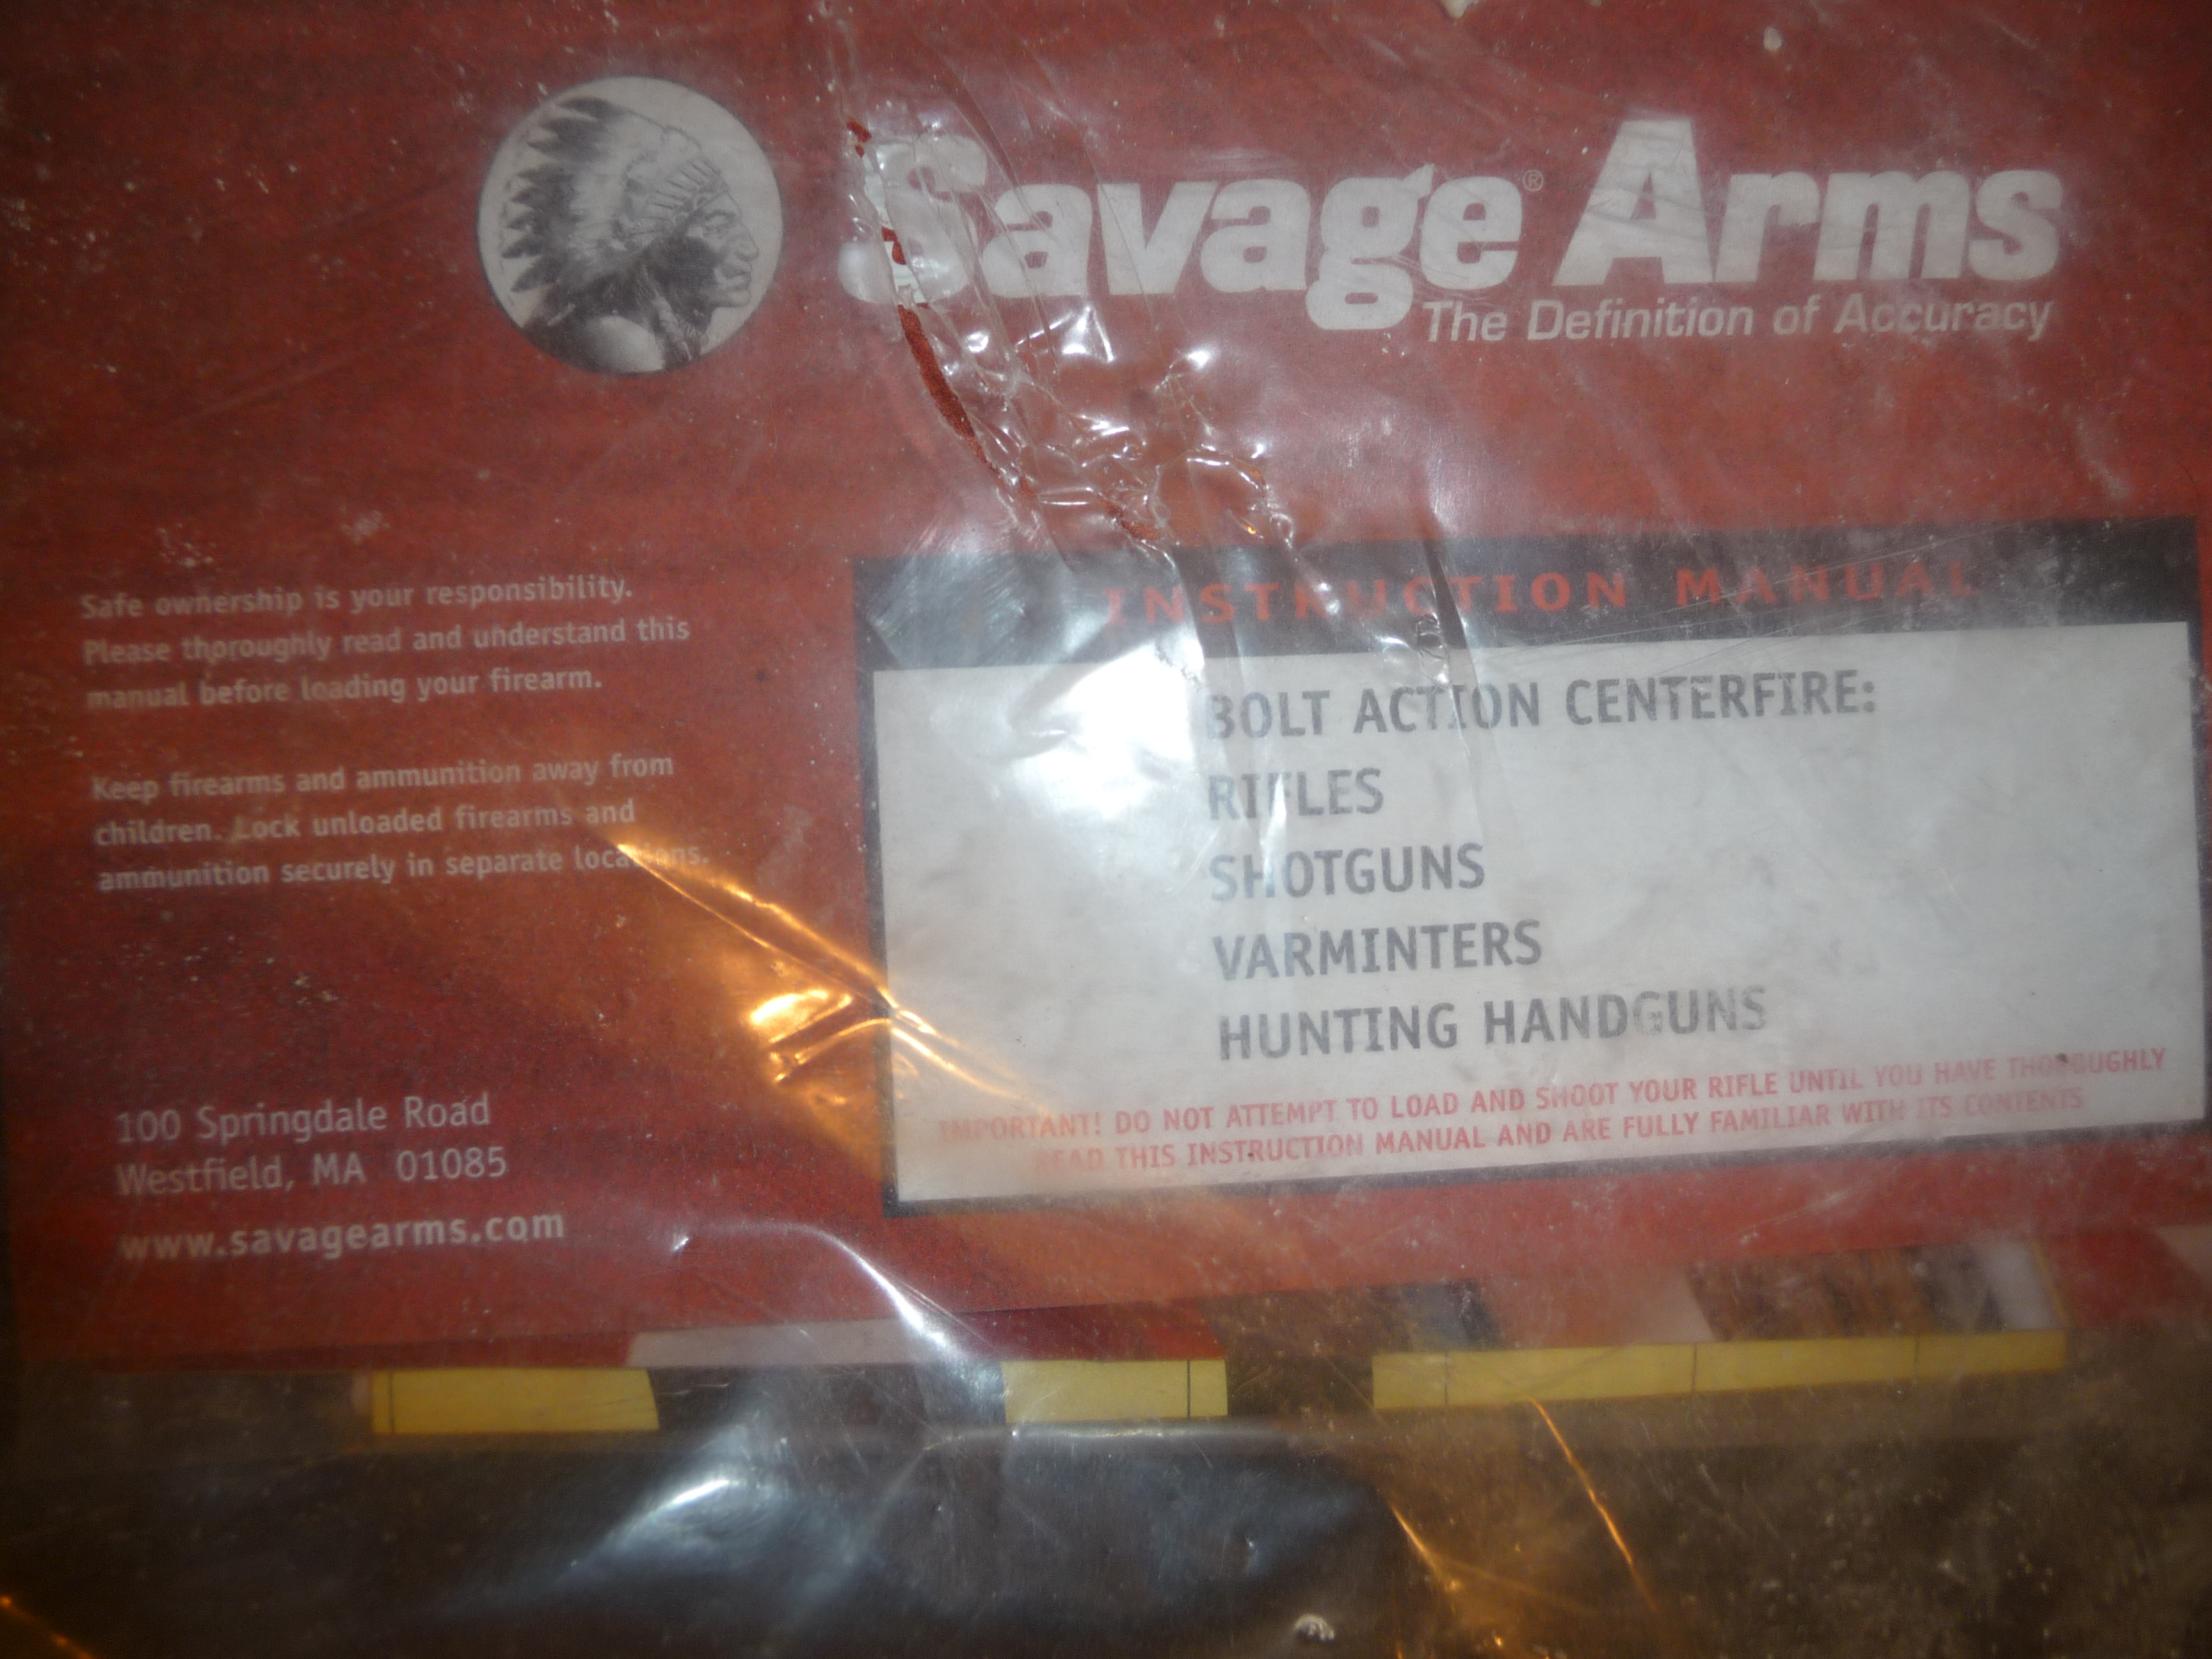 Savage® Arms
The Definition of Accuracy
Safe ownership is your responsibility.
Please thoroughly read and understand this
manual before loading your firearm.
Keep firearms and ammunition away from
children. Lock unloaded firearms and
ammunition securely in separate locations.
100 Springdale Road
Westfield, MA 01085
www.savagearms.com
INSTRUCTION MANUAL
BOLT ACTION CENTERFIRE:
RIFLES
SHOTGUNS
VARMINTERS
HUNTING HANDGUNS
IMPORTANT! DO NOT ATTEMPT TO LOAD AND SHOOT YOUR RIFLE UNTIL YOU HAVE THOROUGHLY
READ THIS INSTRUCTION MANUAL AND ARE FULLY FAMILIAR WITH ITS CONTENTS